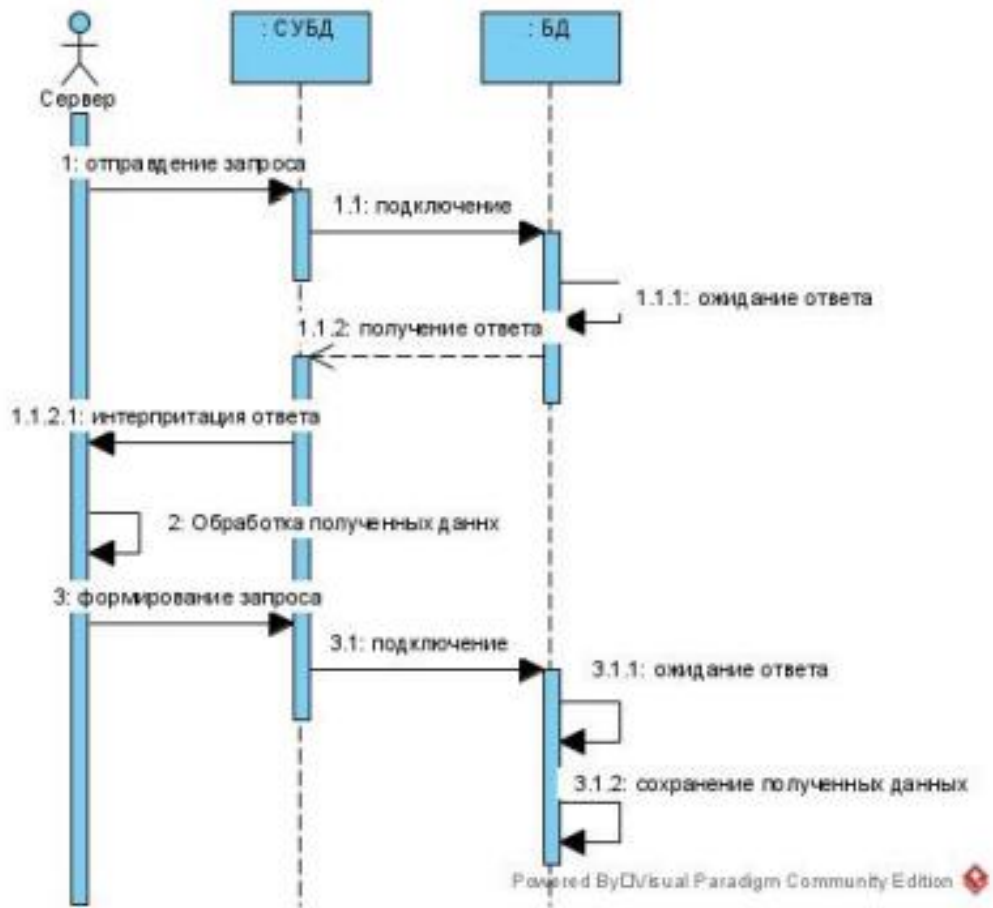 : СУБД
: БД
Сервер
1: отправдение запроса
1.1: подключение
1.1.1: ожидание ответа
1.1.2: получение ответа
1.1.2.1: интерпритация ответа
2: Обработка полученных даннх
3: формирование запроса
3.1: подключение
3.1.1: ожидание ответа
3.1.2: сохранение полученных данных
Powered By Visual Paradigm Community Edition